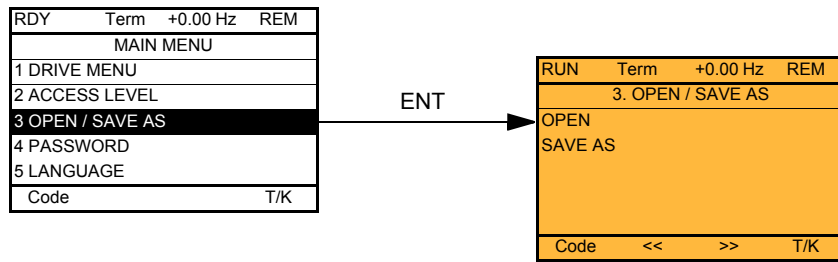 RDY Term +0.00 Hz REM
MAIN MENU
1 DRIVE MENU
2 ACCESS LEVEL
3 OPEN / SAVE AS
4 PASSWORD
5 LANGUAGE
Code T/K
ENT
RUN Term +0.00 Hz REM
3. OPEN / SAVE AS
OPEN
SAVE AS
Code << >> T/K